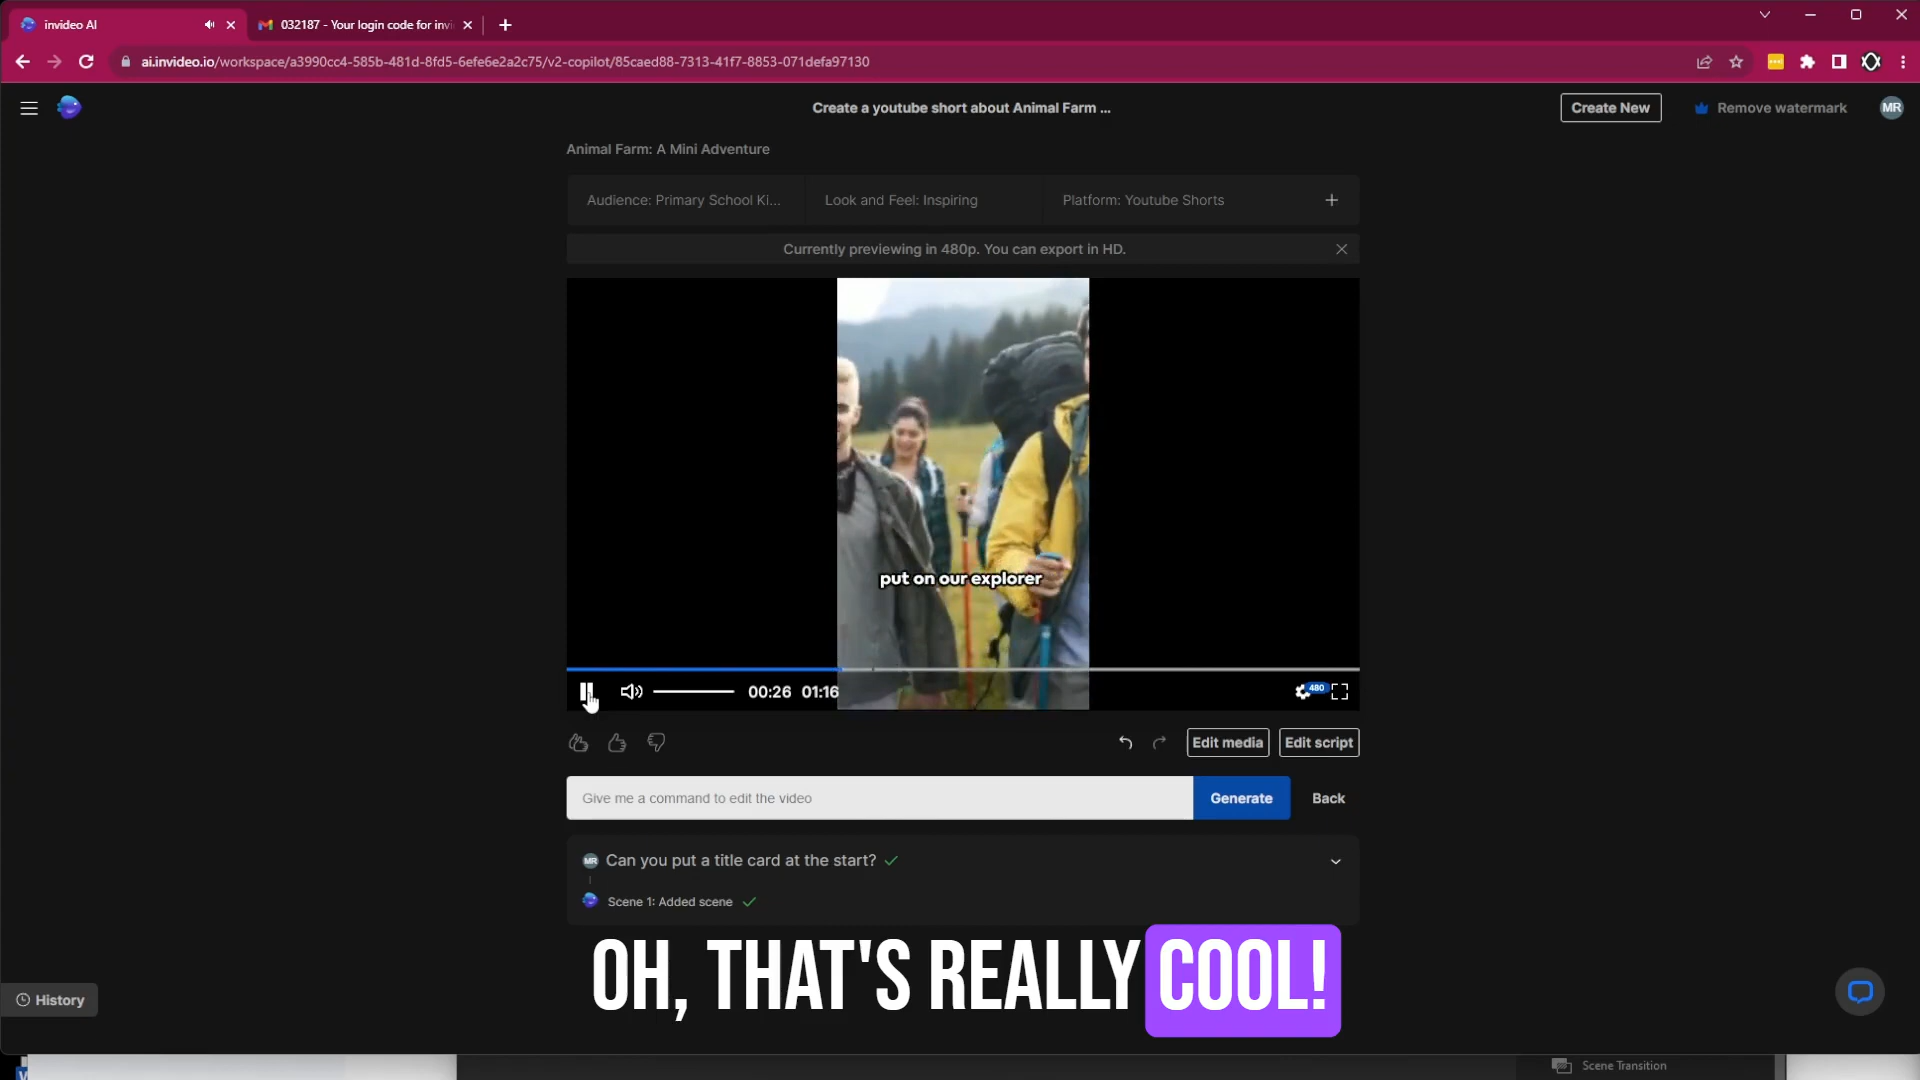 invideo AI
032187 - Your login code for invi
ai.invideo.io/workspace/a3990cc4-585b-481d-8fd5-6efe6e2a2c75/v2-copilot/85caed88-7313-41f7-8853-071defa97130
Create a youtube short about Animal Farm ...
Create New
Remove watermark
MR
Animal Farm: A Mini Adventure
Audience: Primary School Ki...
Look and Feel: Inspiring
Platform: Youtube Shorts
Currently previewing in 480p. You can export in HD.
put on our explorer
00:26 01:16
480
Edit media
Edit script
Give me a command to edit the video
Generate
Back
MR
Can you put a title card at the start?
Scene 1: Added scene
OH, THAT'S REALLY COOL!
History
Scene Transition